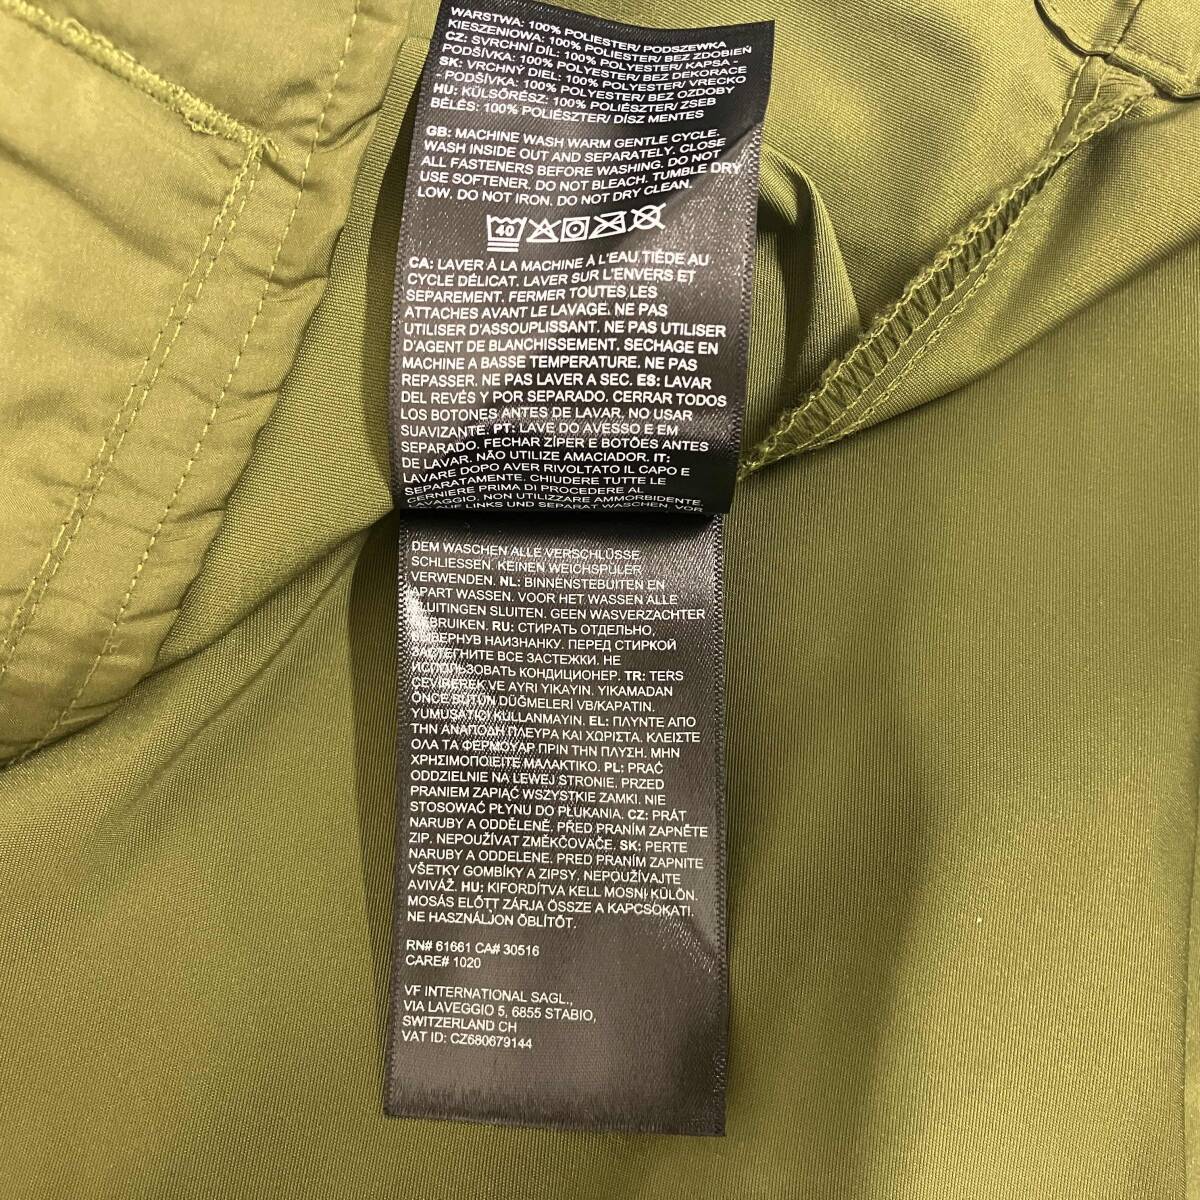 WARSTWA: 100% POLIESTER/ PODSZEWKA
KIESZENIOWA: 100% POLIESTER/ BEZ ZDOBIEŃ
CZ: SVRCHNÍ DÍL: 100% POLYESTER/ KAPSA -
PODŠÍVKA: 100% POLYESTER/ BEZ DEKORACE
SK: VRCHNÝ DIEL: 100% POLYESTER/ VRECKO
- PODŠÍVKA: 100% POLYESTER/ BEZ OZDOBY
HU: KÜLSŐRÉSZ: 100% POLIÉSZTER/ ZSEB
BÉLÉS: 100% POLIÉSZTER/ DÍSZ MENTES
GB: MACHINE WASH WARM GENTLE CYCLE.
WASH INSIDE OUT AND SEPARATELY. CLOSE
ALL FASTENERS BEFORE WASHING. DO NOT
USE SOFTENER. DO NOT BLEACH. TUMBLE DRY
LOW. DO NOT IRON. DO NOT DRY CLEAN.
40
CA: LAVER À LA MACHINE À L'EAU TIÈDE AU
CYCLE DÉLICAT. LAVER SUR L'ENVERS ET
SEPAREMENT. FERMER TOUTES LES
ATTACHES AVANT LE LAVAGE. NE PAS
UTILISER D'ASSOUPLISSANT. NE PAS UTILISER
D'AGENT DE BLANCHISSEMENT. SECHAGE EN
MACHINE A BASSE TEMPERATURE. NE PAS
REPASSER. NE PAS LAVER A SEC. ES: LAVAR
DEL REVÉS Y POR SEPARADO. CERRAR TODOS
LOS BOTONES ANTES DE LAVAR. NO USAR
SUAVIZANTE. PT: LAVE DO AVESSO E EM
SEPARADO. FECHAR ZÍPER E BOTÕES ANTES
DE LAVAR. NÃO UTILIZE AMACIADOR. IT:
LAVARE DOPO AVER RIVOLTATO IL CAPO E
SEPARATAMENTE. CHIUDERE TUTTE LE
CERNIERE PRIMA DI PROCEDERE AL
LAVAGGIO. NON UTILIZZARE AMMORBIDENTE.
AUF LINKS UND SEPARAT WASCHEN. VOR
DEM WASCHEN ALLE VERSCHLÜSSE
SCHLIESSEN. KEINEN WEICHSPÜLER
VERWENDEN. NL: BINNENSTEBUITEN EN
APART WASSEN. VOOR HET WASSEN ALLE
SLUITINGEN SLUITEN. GEEN WASVERZACHTER
GEBRUIKEN. RU: СТИРАТЬ ОТДЕЛЬНО,
ВЫВЕРНУВ НАИЗНАНКУ. ПЕРЕД СТИРКОЙ
ЗАСТЕГНИТЕ ВСЕ ЗАСТЕЖКИ. НЕ
ИСПОЛЬЗОВАТЬ КОНДИЦИОНЕР. TR: TERS
ÇEVİREREK VE AYRI YIKAYIN. YIKAMADAN
ÖNCE BÜTÜN DÜĞMELERİ VB/KAPATIN.
YUMUŞATICI KULLANMAYIN. EL: ΠΛΥΝΤΕ ΑΠΟ
ΤΗΝ ΑΝΑΠΟΔΗ ΠΛΕΥΡΑ ΚΑΙ ΧΩΡΙΣΤΑ. ΚΛΕΙΣΤΕ
ΟΛΑ ΤΑ ΦΕΡΜΟΥΑΡ ΠΡΙΝ ΤΗΝ ΠΛΥΣΗ. ΜΗΝ
ΧΡΗΣΙΜΟΠΟΙΕΙΤΕ ΜΑΛΑΚΤΙΚΟ. PL: PRAĆ
ODDZIELNIE NA LEWEJ STRONIE. PRZED
PRANIEM ZAPIĄĆ WSZYSTKIE ZAMKI. NIE
STOSOWAĆ PŁYNU DO PŁUKANIA. CZ: PRÁT
NARUBY A ODDĚLENĚ. PŘED PRANÍM ZAPNĚTE
ZIP. NEPOUŽÍVAT ZMĚKČOVAČE. SK: PERTE
NARUBY A ODDELENE. PRED PRANÍM ZAPNITE
VŠETKY GOMBÍKY A ZIPSY. NEPOUŽÍVAJTE
AVIVÁŽ. HU: KIFORDÍTVA KELL MOSNI KÜLÖN.
MOSÁS ELŐTT ZÁRJA ÖSSZE A KAPCSOKATI.
NE HASZNÁLJON ÖBLÍTŐT.
RN# 61661 CA# 30516
CARE# 1020
VF INTERNATIONAL SAGL.,
VIA LAVEGGIO 5, 6855 STABIO,
SWITZERLAND CH
VAT ID: CZ680679144